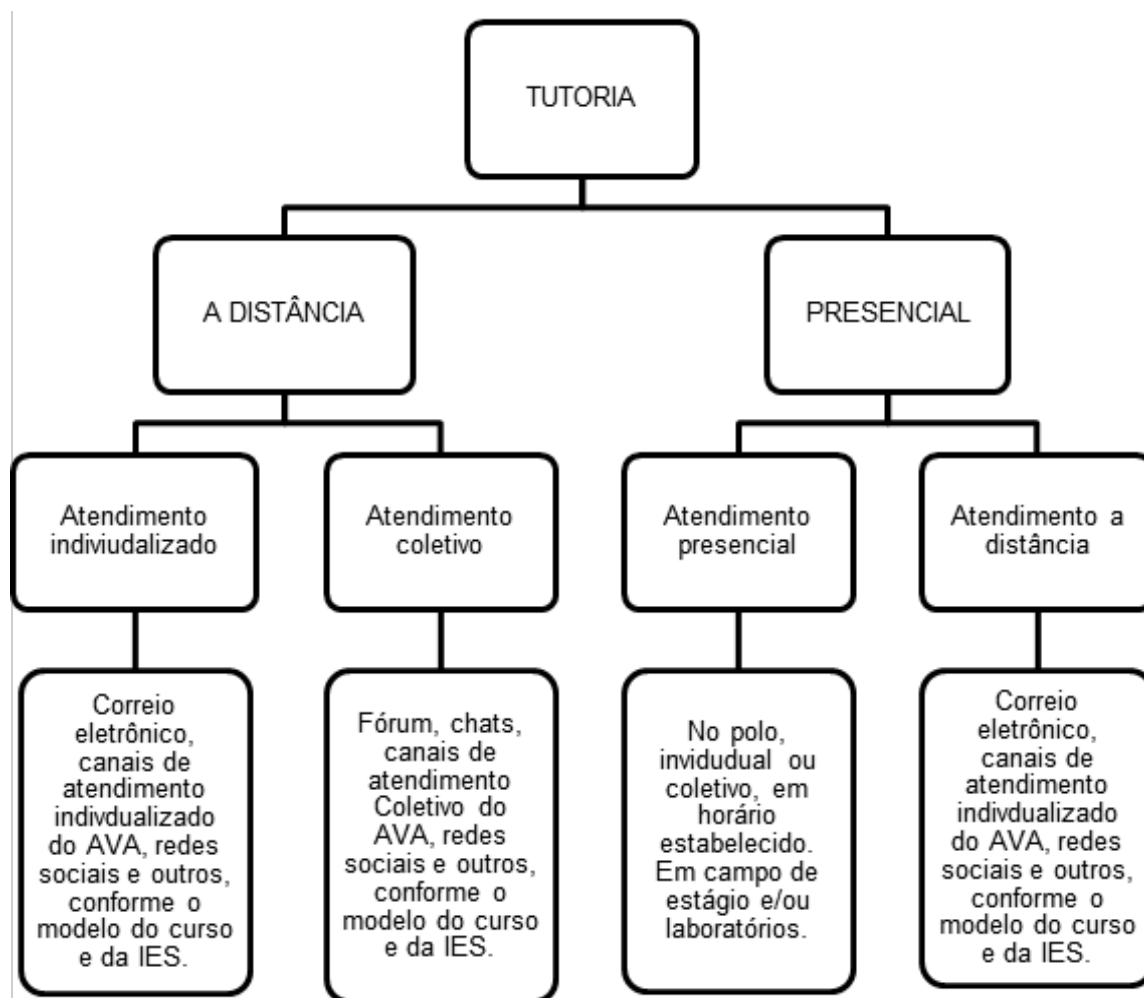 TUTORIA
A DISTÂNCIA
PRESENCIAL
Atendimento
indiviudalizado
Atendimento
coletivo
Atendimento
presencial
Atendimento a
distância
Correio
eletrônico,
canais de
atendimento
indivdualizado
do AVA, redes
sociais e outros,
conforme o
modelo do curso
e da IES.
Fórum, chats,
canais de
atendimento
Coletivo do
AVA, redes
sociais e outros,
conforme o
modelo do curso
e da IES.
No polo,
invidudual ou
coletivo, em
horário
estabelecido.
Em campo de
estágio e/ou
laboratórios.
Correio
eletrônico,
canais de
atendimento
indivdualizado
do AVA, redes
sociais e outros,
conforme o
modelo do curso
e da IES.